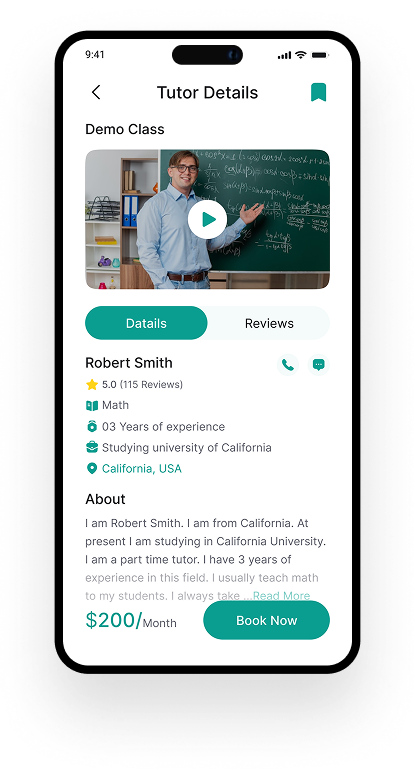 9:41
Tutor Details
Demo Class
Datails
Reviews
Robert Smith
5.0 (115 Reviews)
Math
03 Years of experience
Studying university of California
California, USA
About
I am Robert Smith. I am from California. At
present I am studying in California University.
I am a part time tutor. I have 3 years of
experience in this field. I usually teach math
to my students. I always take ...Read More
$200/Month
Book Now